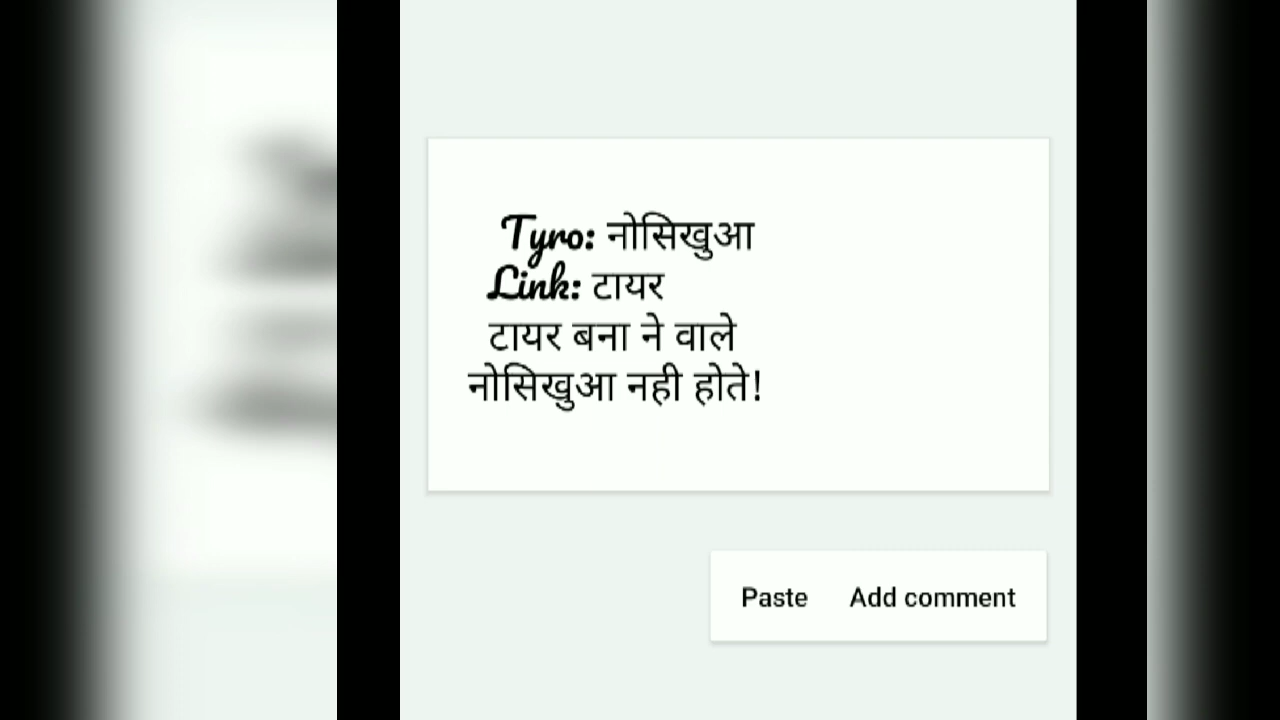 Tyro: नोसिखुआ
Link: टायर
टायर बना ने वाले
नोसिखुआ नही होते!
Paste Add comment